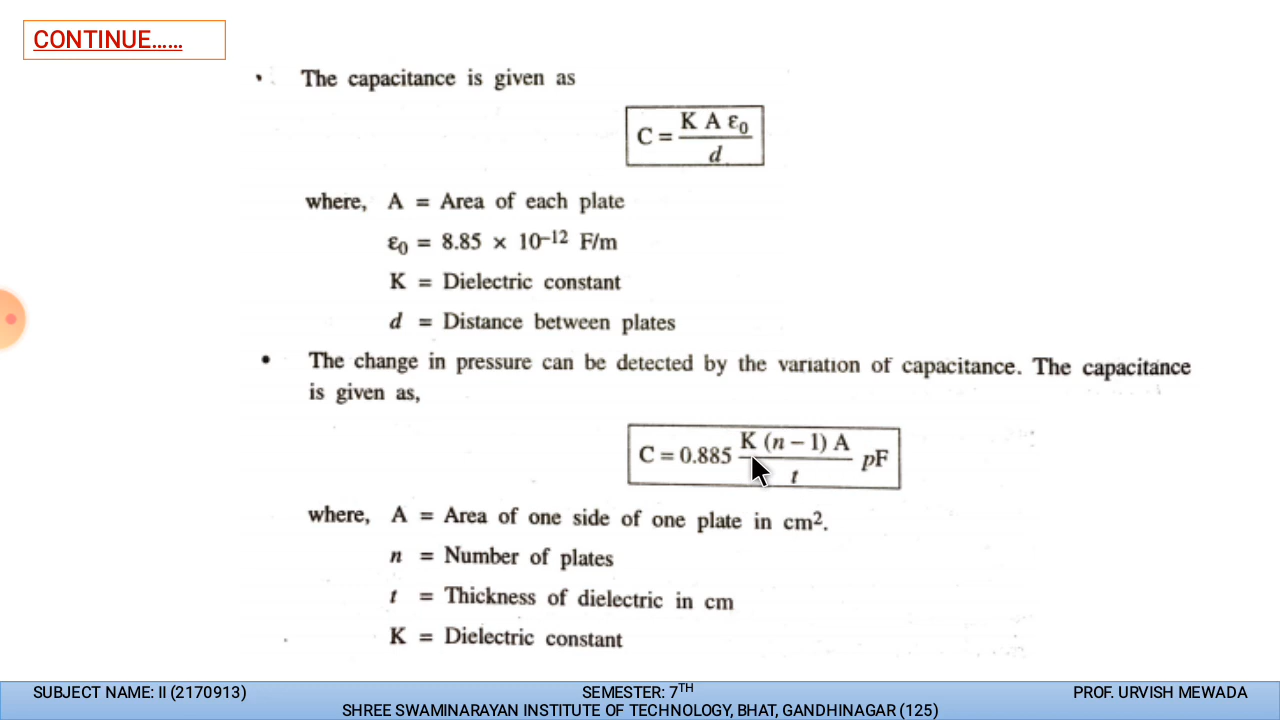 CONTINUE......
The capacitance is given as
C = K A ε₀ / d
where, A = Area of each plate
ε₀ = 8.85 × 10⁻¹² F/m
K = Dielectric constant
d = Distance between plates
• The change in pressure can be detected by the variation of capacitance. The capacitance
is given as,
C = 0.885 K (n – 1) A / t pF
where, A = Area of one side of one plate in cm².
n = Number of plates
t = Thickness of dielectric in cm
K = Dielectric constant
SUBJECT NAME: II (2170913) SEMESTER: 7TH PROF. URVISH MEWADA
SHREE SWAMINARAYAN INSTITUTE OF TECHNOLOGY, BHAT, GANDHINAGAR (125)